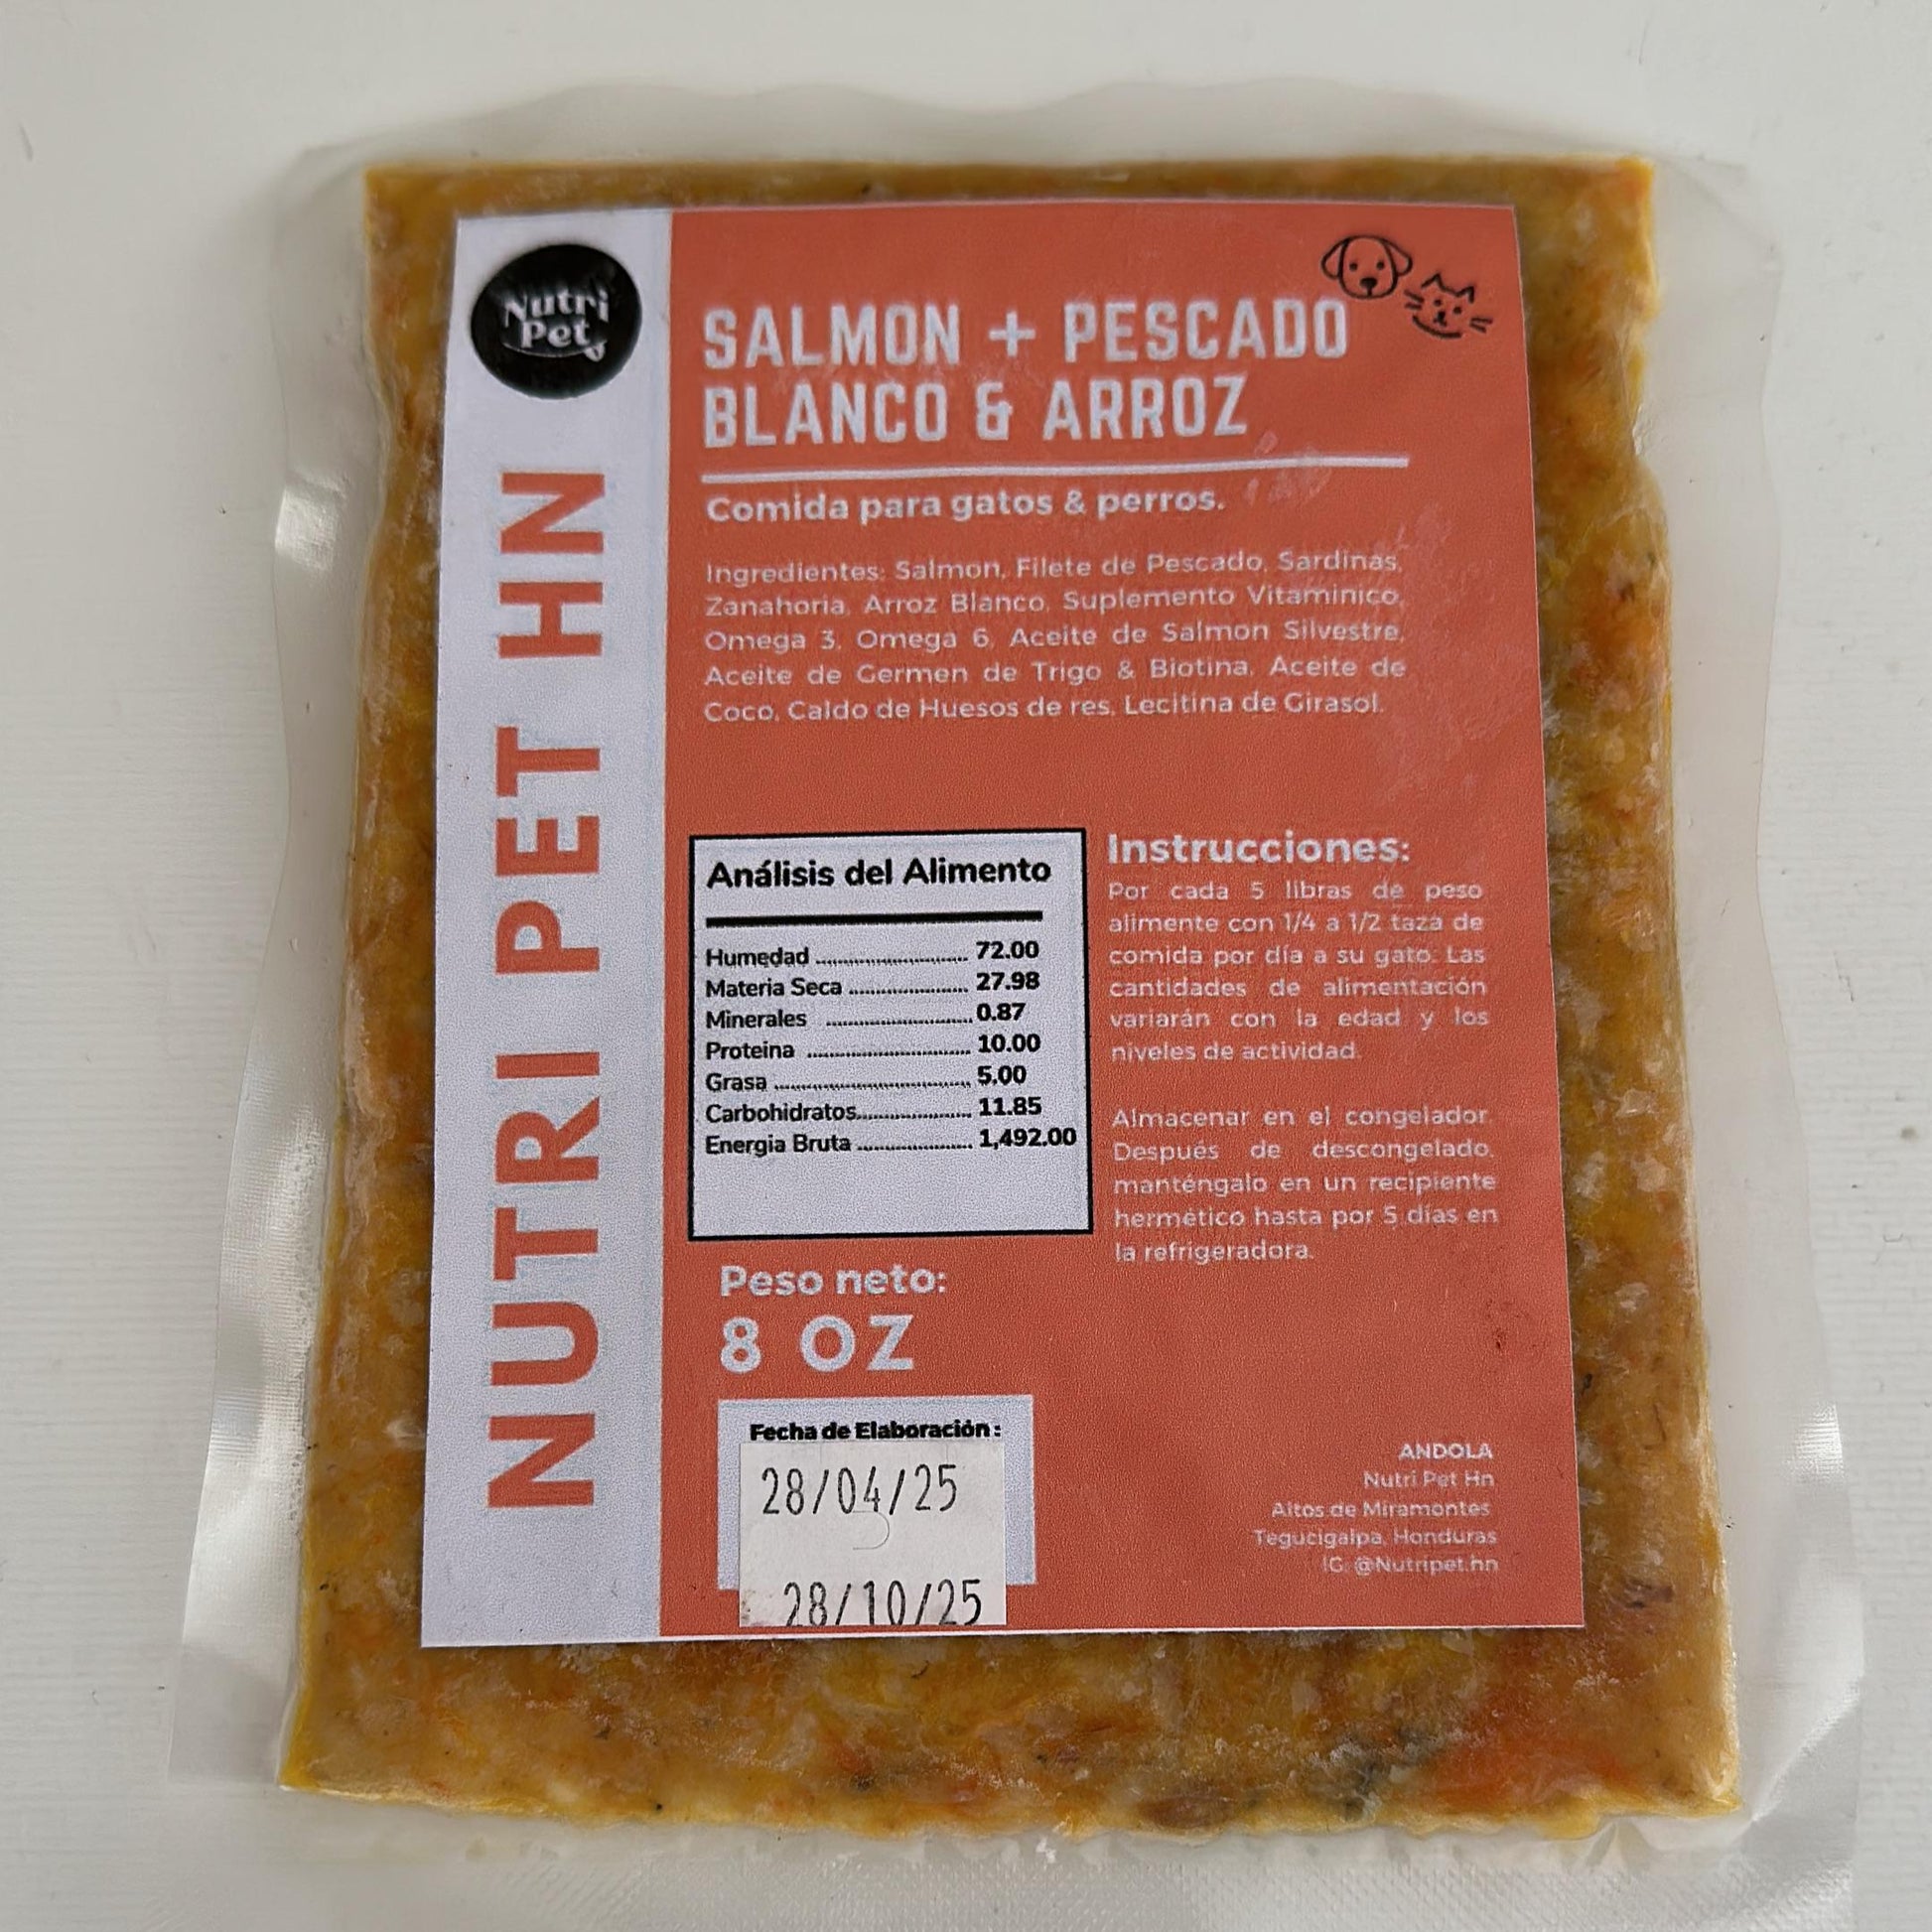 Nutri
Pet
NUTRI PET HN
SALMON + PESCADO
BLANCO & ARROZ
Comida para gatos & perros.
Ingredientes: Salmon, Filete de Pescado, Sardinas,
Zanahoria, Arroz Blanco, Suplemento Vitaminico,
Omega 3, Omega 6, Aceite de Salmon Silvestre,
Aceite de Germen de Trigo & Biotina, Aceite de
Coco, Caldo de Huesos de res, Lecitina de Girasol.
Análisis del Alimento
Humedad ........................ 72.00
Materia Seca ........................ 27.98
Minerales ........................ 0.87
Proteina ........................ 10.00
Grasa ........................ 5.00
Carbohidratos........................ 11.85
Energia Bruta ........................ 1,492.00
Instrucciones:
Por cada 5 libras de peso
alimente con 1/4 a 1/2 taza de
comida por día a su gato. Las
cantidades de alimentación
variarán con la edad y los
niveles de actividad.
Almacenar en el congelador.
Después de descongelado,
manténgalo en un recipiente
hermético hasta por 5 días en
la refrigeradora.
Peso neto:
8 OZ
Fecha de Elaboración :
28/04/25
28/10/25
ANDOLA
Nutri Pet Hn
Altos de Miramontes
Tegucigalpa, Honduras
IG: @Nutripet.hn